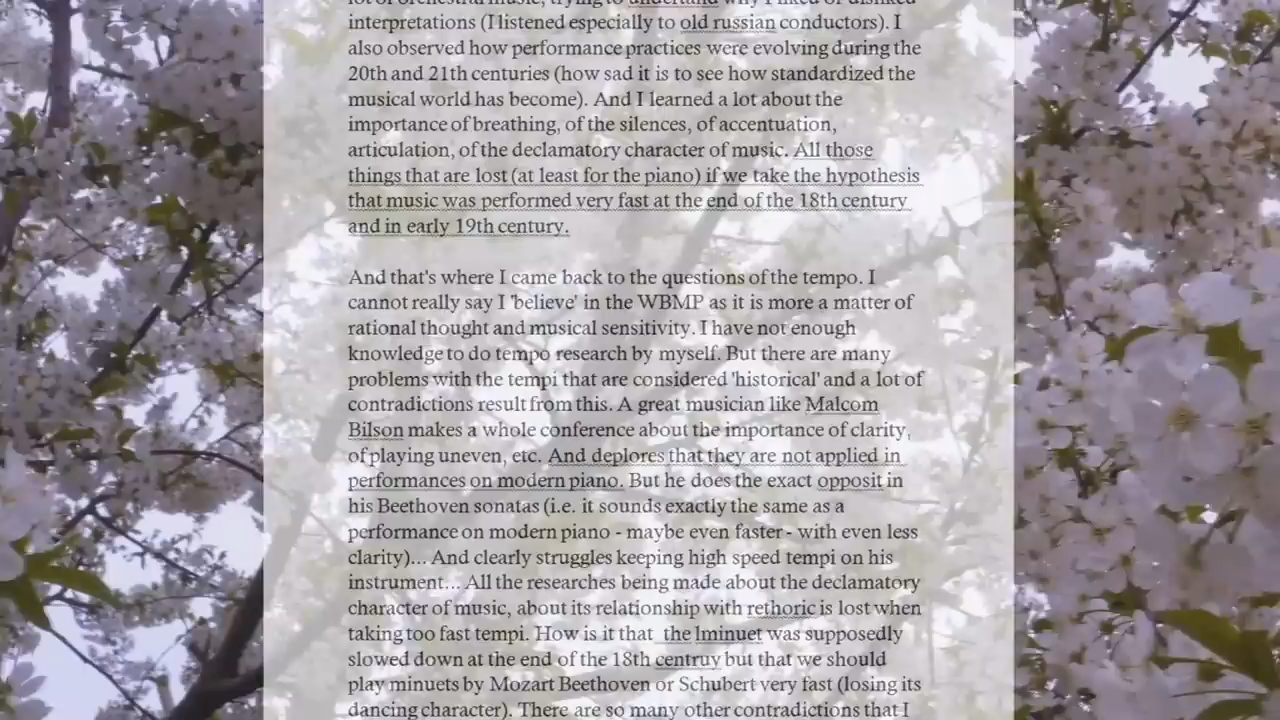 lot of orchestral music, trying to undertand why I liked or disliked
interpretations (I listened especially to old russian conductors). I
also observed how performance practices were evolving during the
20th and 21th centuries (how sad it is to see how standardized the
musical world has become). And I learned a lot about the
importance of breathing, of the silences, of accentuation,
articulation, of the declamatory character of music. All those
things that are lost (at least for the piano) if we take the hypothesis
that music was performed very fast at the end of the 18th century
and in early 19th century.
And that's where I came back to the questions of the tempo. I
cannot really say I 'believe' in the WBMP as it is more a matter of
rational thought and musical sensitivity. I have not enough
knowledge to do tempo research by myself. But there are many
problems with the tempi that are considered 'historical' and a lot of
contradictions result from this. A great musician like Malcom
Bilson makes a whole conference about the importance of clarity,
of playing uneven, etc. And deplores that they are not applied in
performances on modern piano. But he does the exact opposit in
his Beethoven sonatas (i.e. it sounds exactly the same as a
performance on modern piano - maybe even faster - with even less
clarity)... And clearly struggles keeping high speed tempi on his
instrument... All the researches being made about the declamatory
character of music, about its relationship with rethoric is lost when
taking too fast tempi. How is it that the lminuet was supposedly
slowed down at the end of the 18th centruy but that we should
play minuets by Mozart Beethoven or Schubert very fast (losing its
dancing character). There are so many other contradictions that I